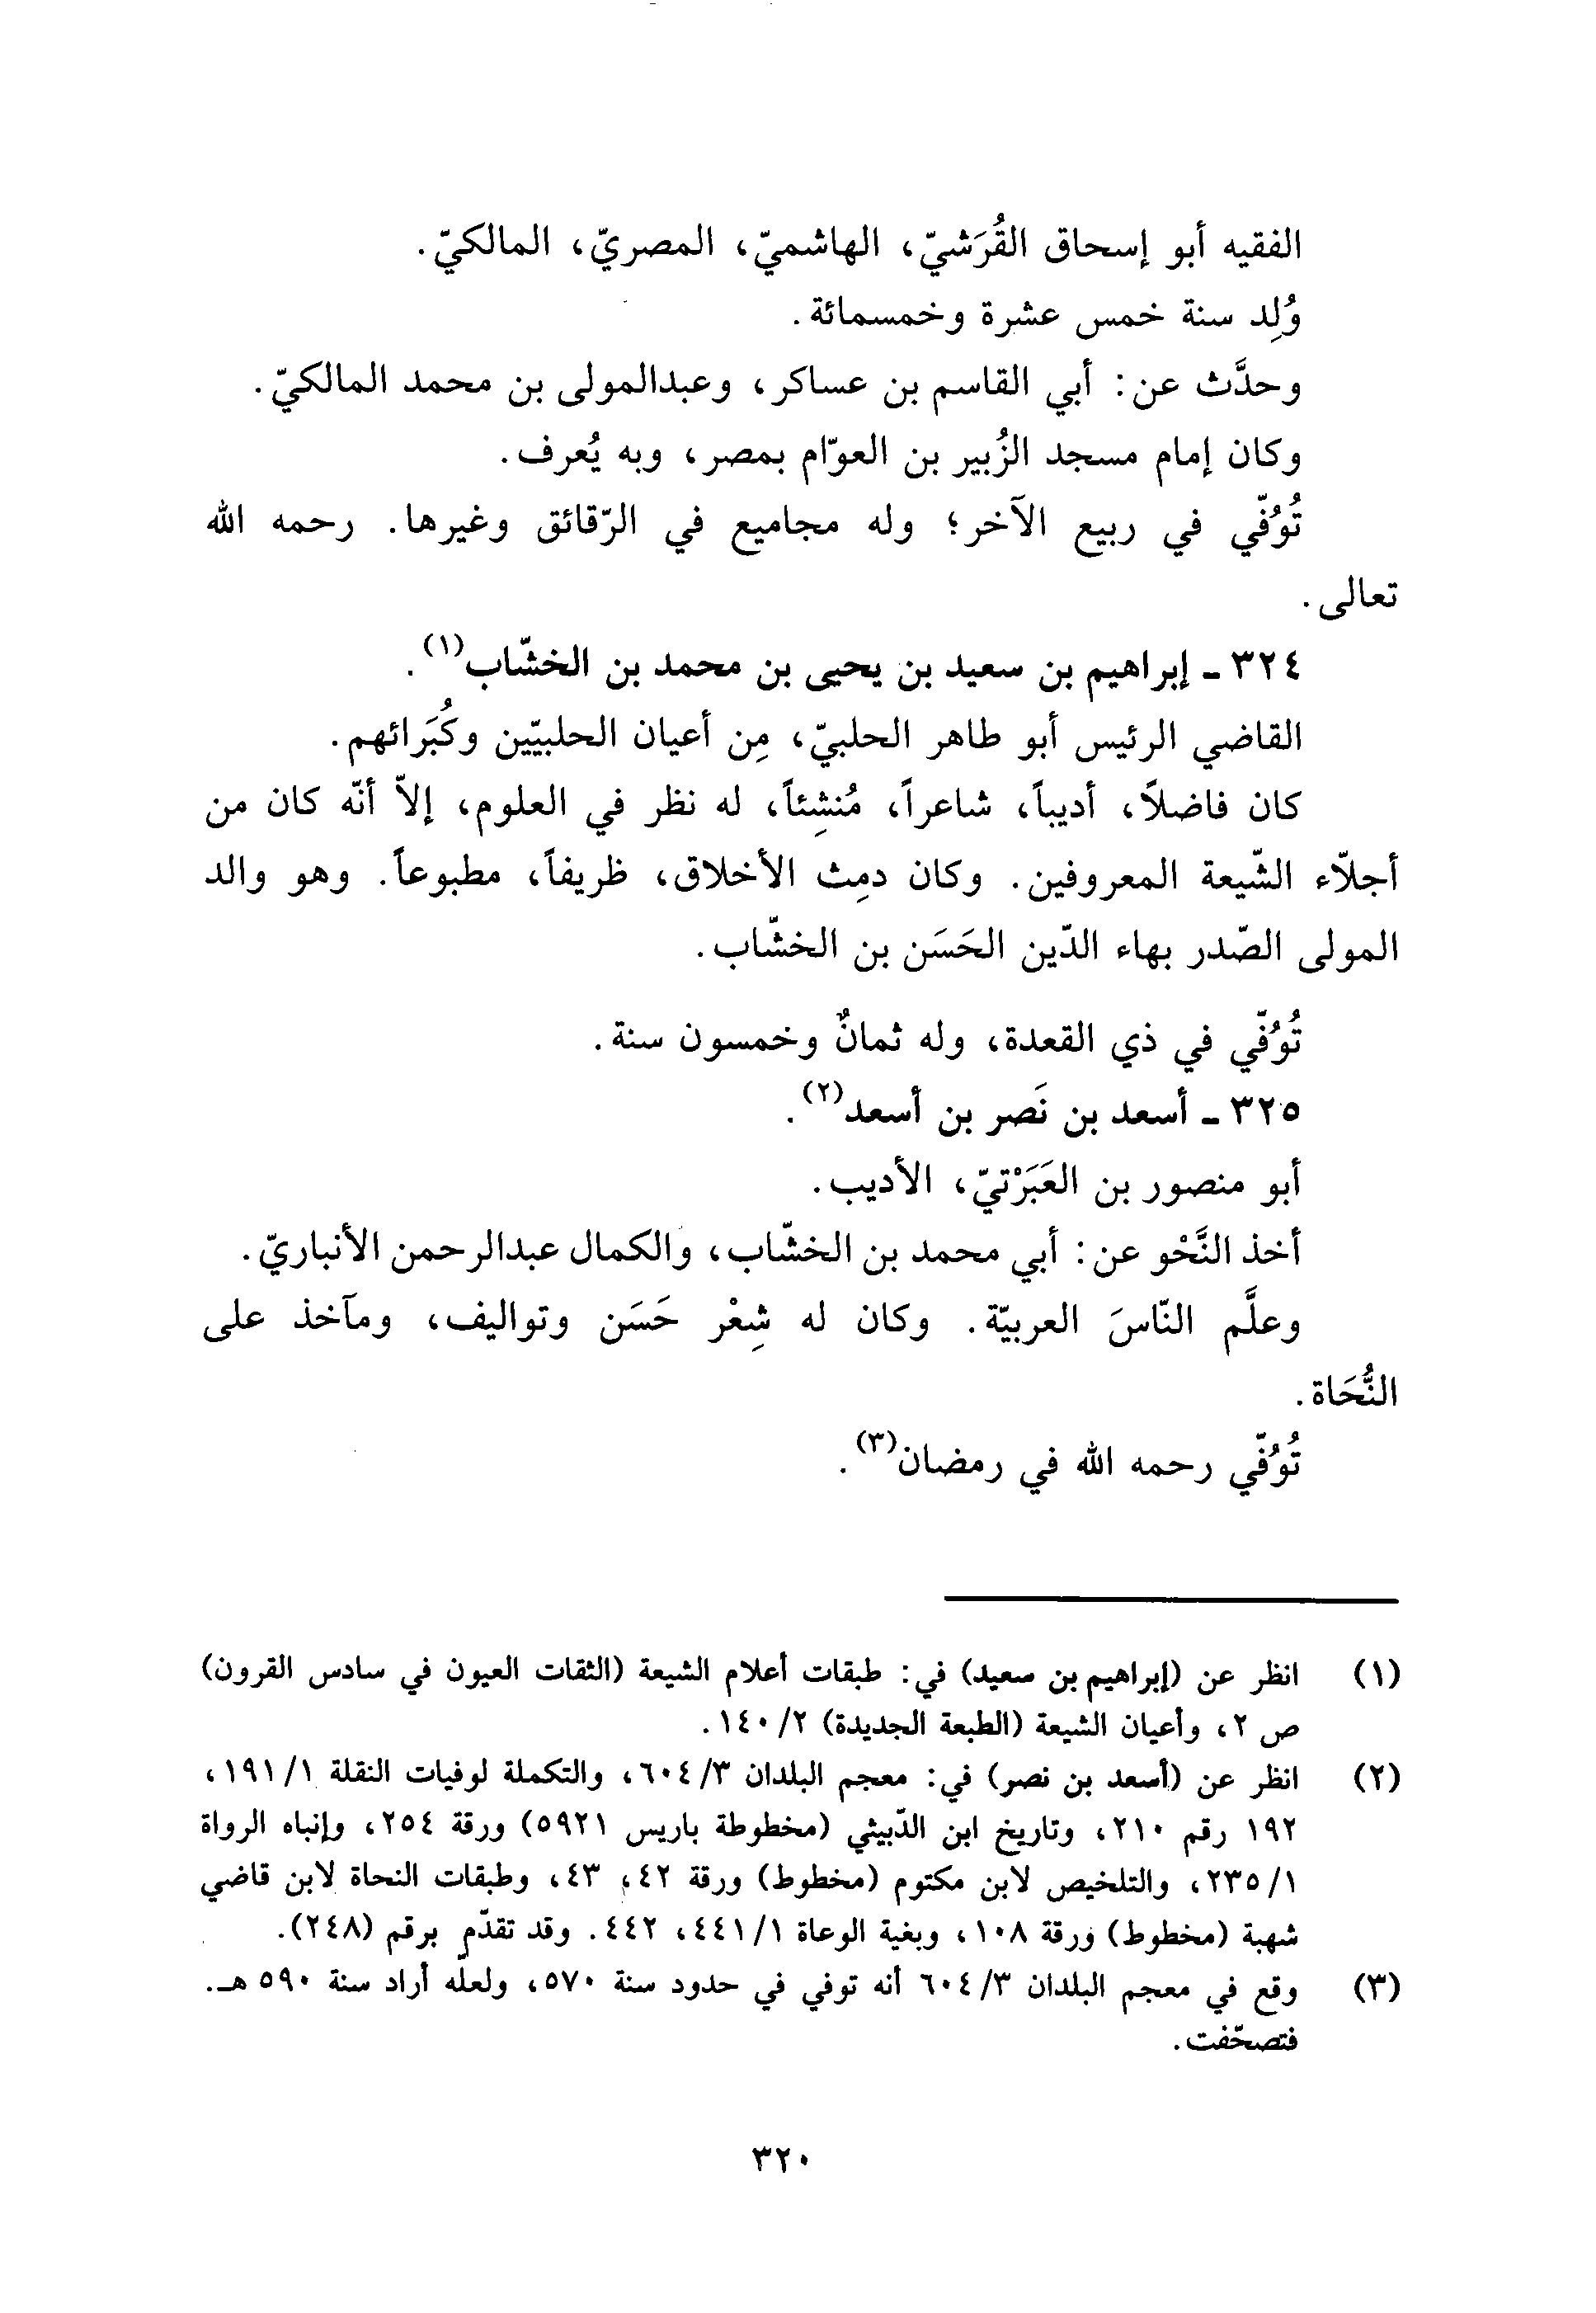 الفقيه أبو إسحاق القُرَشيّ، الهاشميّ، المصريّ، المالكيّ.
وُلِد سنة خمس عشرة وخمسمائة.
وحدَّث عن: أبي القاسم بن عساكر، وعبدالمولى بن محمد المالكيّ.
وكان إمام مسجد الزُبير بن العوّام بمصر، وبه يُعرف.
تُوُفّي في ربيع الآخر؛ وله مجاميع في الرّقائق وغيرها. رحمه الله
تعالى.
٣٢٤ ـ إبراهيم بن سعيد بن يحيى بن محمد بن الخشّاب(١).
القاضي الرئيس أبو طاهر الحلبيّ، مِن أعيان الحلبيّين وكُبَرائهم.
كان فاضلاً، أديباً، شاعراً، مُنشِئاً، له نظر في العلوم، إلاّ أنّه كان من
أجلاّء الشّيعة المعروفين. وكان دمِث الأخلاق، ظريفاً، مطبوعاً. وهو والد
المولى الصّدر بهاء الدّين الحَسَن بن الخشّاب.
تُوُفّي في ذي القعدة، وله ثمانٌ وخمسون سنة.
٣٢٥ ـ أسعد بن نَصر بن أسعد(٢).
أبو منصور بن العَبَرْتيّ، الأديب.
أخذ النَّحْو عن: أبي محمد بن الخشّاب، والكمال عبدالرحمن الأنباريّ.
وعلَّم النّاسَ العربيّة. وكان له شِعْر حَسَن وتواليف، ومآخذ على
النُّحَاة.
تُوُفّي رحمه الله في رمضان(٣).
(١) انظر عن (إبراهيم بن سعيد) في: طبقات أعلام الشيعة (الثقات العيون في سادس القرون)
ص ٢، وأعيان الشيعة (الطبعة الجديدة) ٢/ ١٤٠.
(٢) انظر عن (أسعد بن نصر) في: معجم البلدان ٣/ ٦٠٤، والتكملة لوفيات النقلة ١/ ١٩١،
١٩٢ رقم ٢١٠، وتاريخ ابن الدّبيثي (مخطوطة باريس ٥٩٢١) ورقة ٢٥٤، وإنباه الرواة
١/ ٢٣٥، والتلخيص لابن مكتوم (مخطوط) ورقة ٤٢، ٤٣، وطبقات النحاة لابن قاضي
شهبة (مخطوط) ورقة ١٠٨، وبغية الوعاة ١/ ٤٤١، ٤٤٢. وقد تقدّم برقم (٢٤٨).
(٣) وقع في معجم البلدان ٣/ ٦٠٤ أنه توفي في حدود سنة ٥٧٠، ولعلّه أراد سنة ٥٩٠ هـ.
فتصحّفت.
٣٢٠